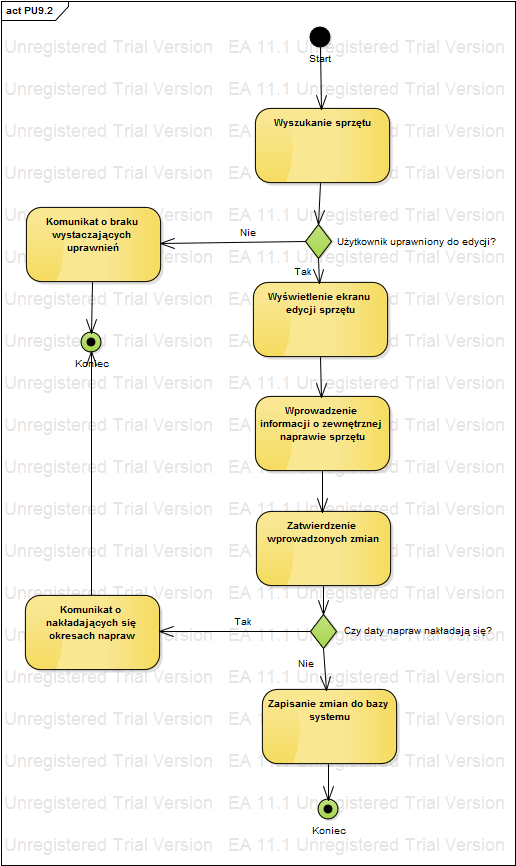 act PU9.2
Start
Wyszukanie sprzętu
Nie
Użytkownik uprawniony do edycji?
Komunikat o braku
wystaczających
uprawnień
Tak
Wyświetlenie ekranu
edycji sprzętu
Koniec
Wprowadzenie
informacji o zewnętrznej
naprawie sprzętu
Zatwierdzenie
wprowadzonych zmian
Komunikat o
nakładających się
okresach napraw
Tak
Czy daty napraw nakładają się?
Nie
Zapisanie zmian do bazy
systemu
Koniec
Unregistered Trial Version EA 11.1 Unregistered Trial Version